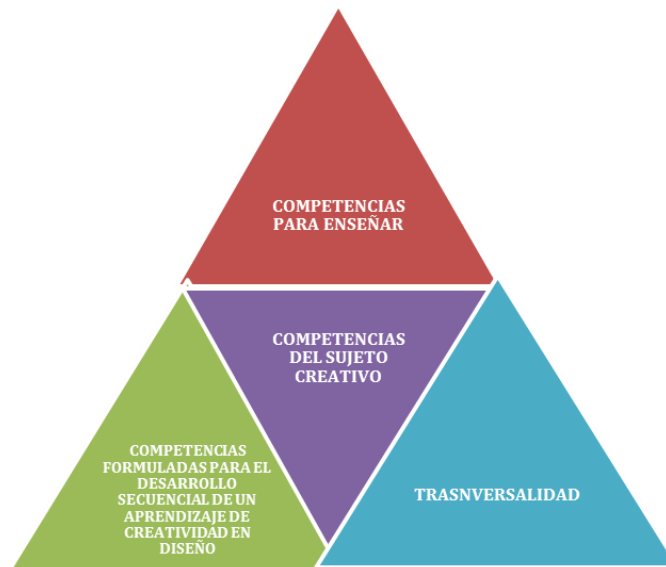 COMPETENCIAS
PARA ENSEÑAR
COMPETENCIAS
DEL SUJETO
CREATIVO
COMPETENCIAS
FORMULADAS PARA EL
DESARROLLO
SECUENCIAL DE UN
APRENDIZAJE DE
CREATIVIDAD EN
DISEÑO
TRASNVERSALIDAD